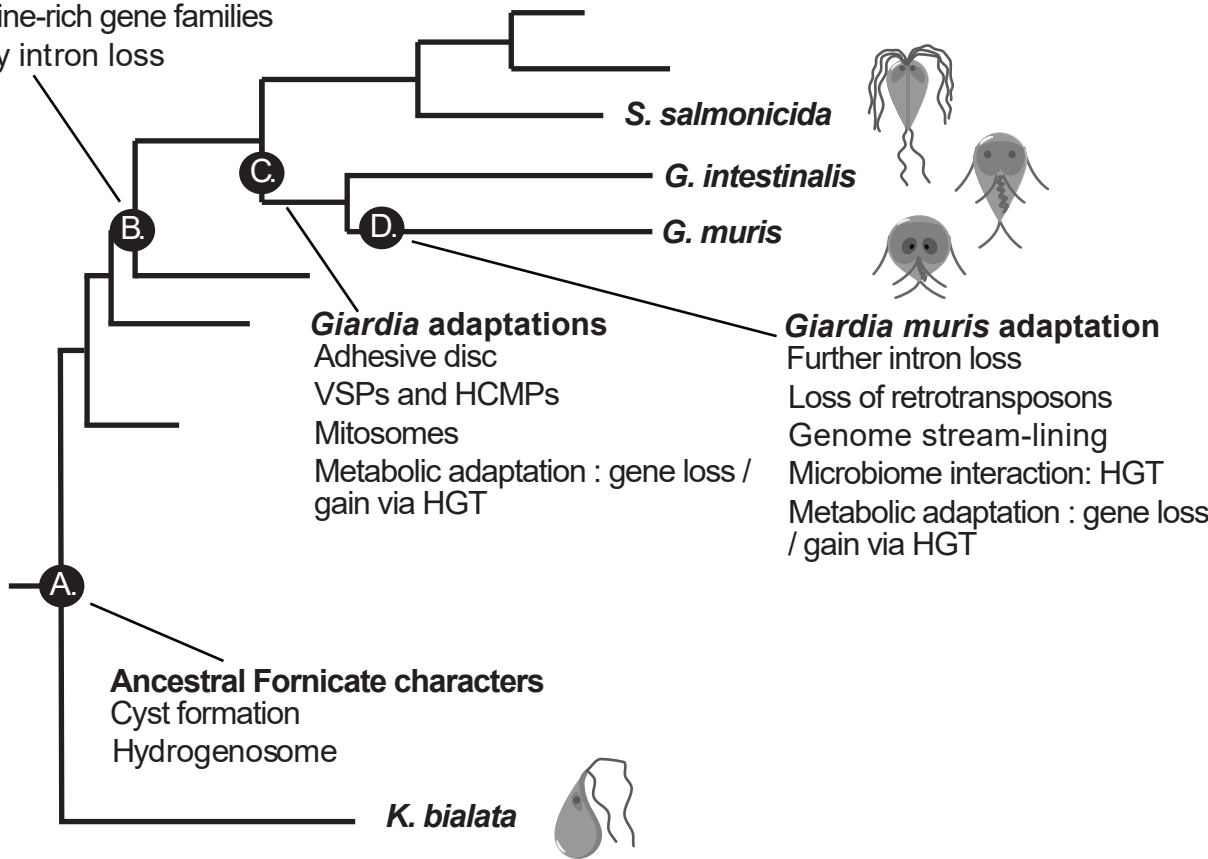 ine-rich gene families
y intron loss
S. salmonicida
C.
G. intestinalis
B.
D.
G. muris
Giardia adaptations
Adhesive disc
VSPs and HCMPs
Mitosomes
Metabolic adaptation : gene loss /
gain via HGT
Giardia muris adaptation
Further intron loss
Loss of retrotransposons
Genome stream-lining
Microbiome interaction: HGT
Metabolic adaptation : gene loss
/ gain via HGT
A.
Ancestral Fornicate characters
Cyst formation
Hydrogenosome
K. bialata